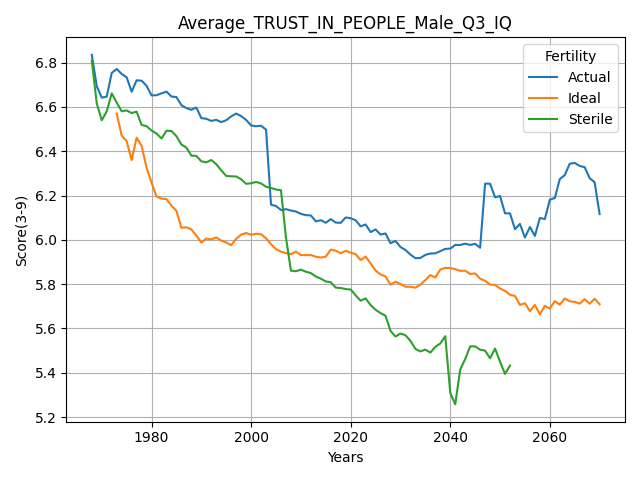 Average_TRUST_IN_PEOPLE_Male_Q3_IQ
Fertility
Actual
Ideal
Sterile
Score(3-9)
6.8
6.6
6.4
6.2
6.0
5.8
5.6
5.4
5.2
1980
2000
2020
2040
2060
Years